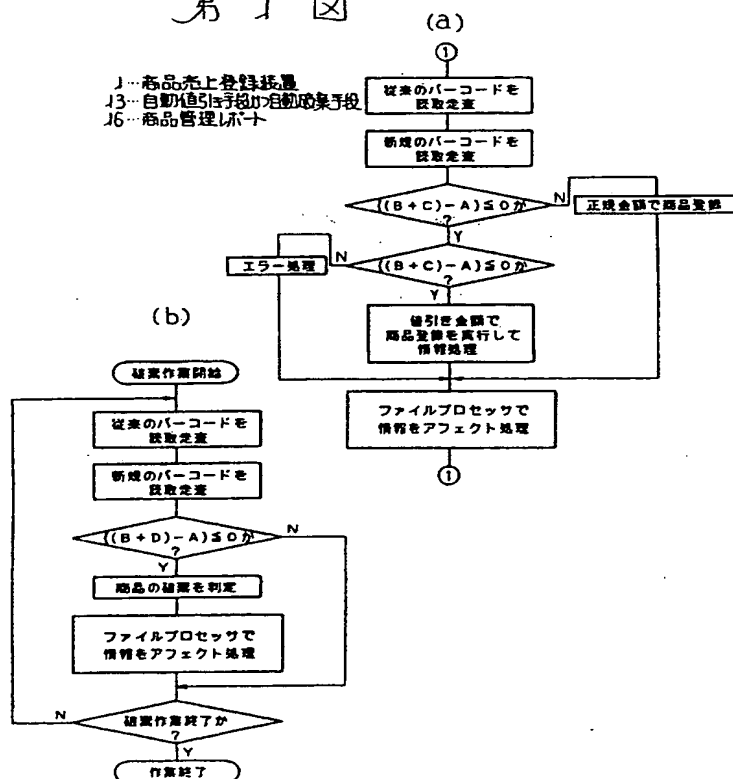 第 1 図
(a)
1…商品売上登録装置
13…自動値引き手段かつ自動破棄手段
16…商品管理レポート
①
従来のバーコードを
読取走査
新規のバーコードを
読取走査
{(B+C)-A}≦0か
?
N
正規金額で商品登録
Y
{(B+C)-A}≦0か
?
N
エラー処理
Y
値引き金額で
商品登録を実行して
情報処理
ファイルプロセッサで
情報をアフェクト処理
①
(b)
破棄作業開始
従来のバーコードを
読取走査
新規のバーコードを
読取走査
{(B+D)-A}≦0か
?
N
Y
商品の破棄を判定
ファイルプロセッサで
情報をアフェクト処理
破棄作業終了か
?
N
Y
作業終了